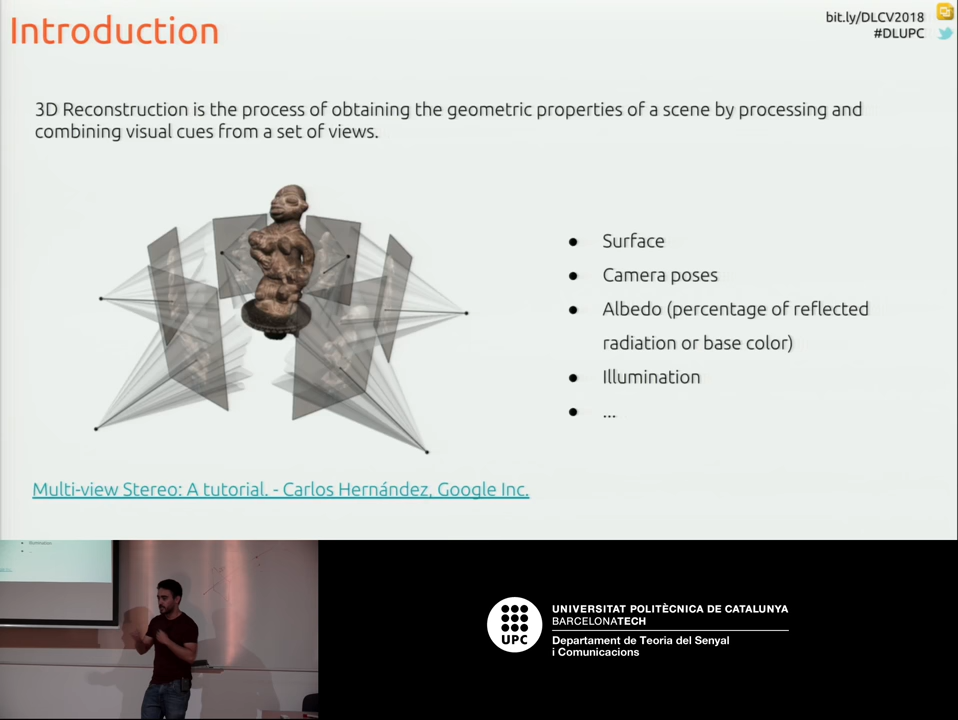 Introduction
bit.ly/DLCV2018
#DLUPC
3D Reconstruction is the process of obtaining the geometric properties of a scene by processing and
combining visual cues from a set of views.
● Surface
● Camera poses
● Albedo (percentage of reflected
radiation or base color)
● Illumination
● ...
Multi-view Stereo: A tutorial. - Carlos Hernández, Google Inc.
UPC
UNIVERSITAT POLITÈCNICA DE CATALUNYA
BARCELONATECH
Departament de Teoria del Senyal
i Comunicacions